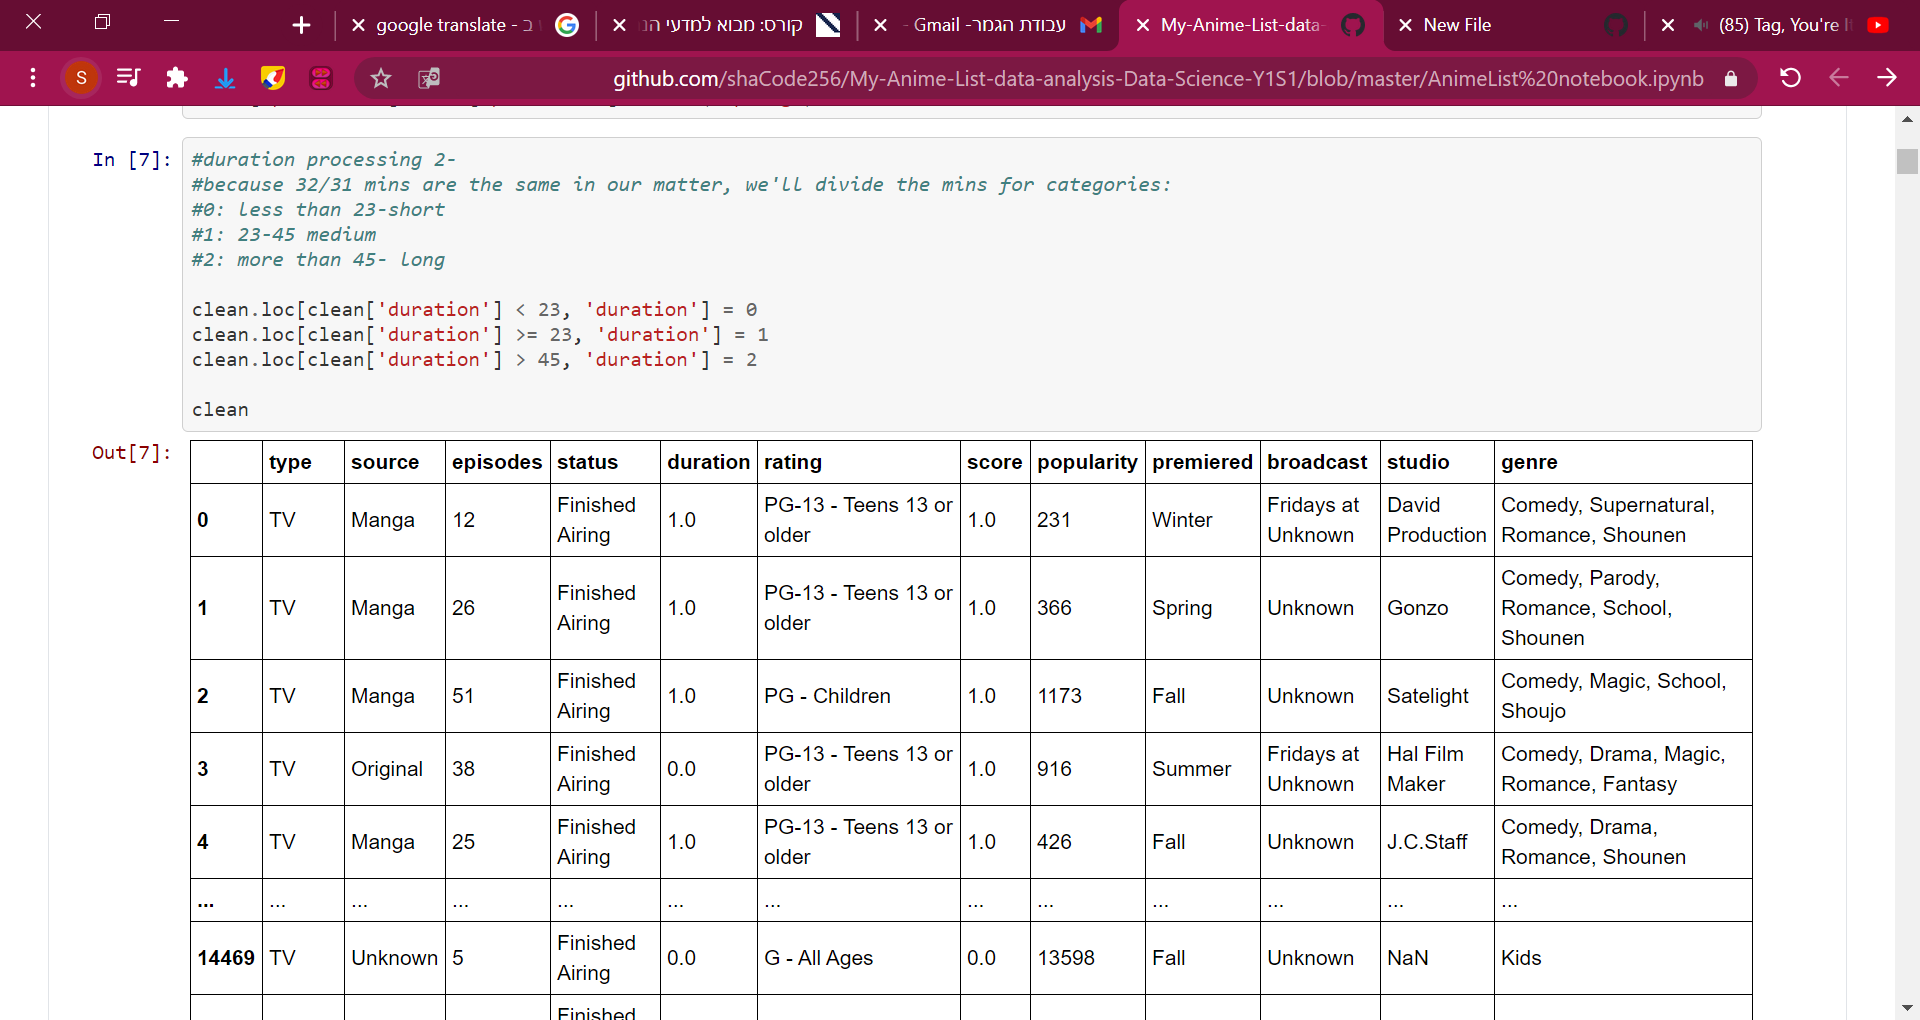 google translate - ב
קורס: מבוא למדעי הנ
עבודת הגמר- Gmail -
My-Anime-List-data-
New File
(85) Tag, You're It
S
github.com/shaCode256/My-Anime-List-data-analysis-Data-Science-Y1S1/blob/master/AnimeList%20notebook.ipynb
In [7]:
#duration processing 2-
#because 32/31 mins are the same in our matter, we'll divide the mins for categories:
#0: less than 23-short
#1: 23-45 medium
#2: more than 45- long
clean.loc[clean['duration'] < 23, 'duration'] = 0
clean.loc[clean['duration'] >= 23, 'duration'] = 1
clean.loc[clean['duration'] > 45, 'duration'] = 2
clean
Out[7]:
type source episodes status duration rating score popularity premiered broadcast studio genre
0 TV Manga 12 Finished Airing 1.0 PG-13 - Teens 13 or older 1.0 231 Winter Fridays at Unknown David Production Comedy, Supernatural, Romance, Shounen
1 TV Manga 26 Finished Airing 1.0 PG-13 - Teens 13 or older 1.0 366 Spring Unknown Gonzo Comedy, Parody, Romance, School, Shounen
2 TV Manga 51 Finished Airing 1.0 PG - Children 1.0 1173 Fall Unknown Satelight Comedy, Magic, School, Shoujo
3 TV Original 38 Finished Airing 0.0 PG-13 - Teens 13 or older 1.0 916 Summer Fridays at Unknown Hal Film Maker Comedy, Drama, Magic, Romance, Fantasy
4 TV Manga 25 Finished Airing 1.0 PG-13 - Teens 13 or older 1.0 426 Fall Unknown J.C.Staff Comedy, Drama, Romance, Shounen
... ... ... ... ... ... ... ... ... ... ... ... ...
14469 TV Unknown 5 Finished Airing 0.0 G - All Ages 0.0 13598 Fall Unknown NaN Kids
Finished